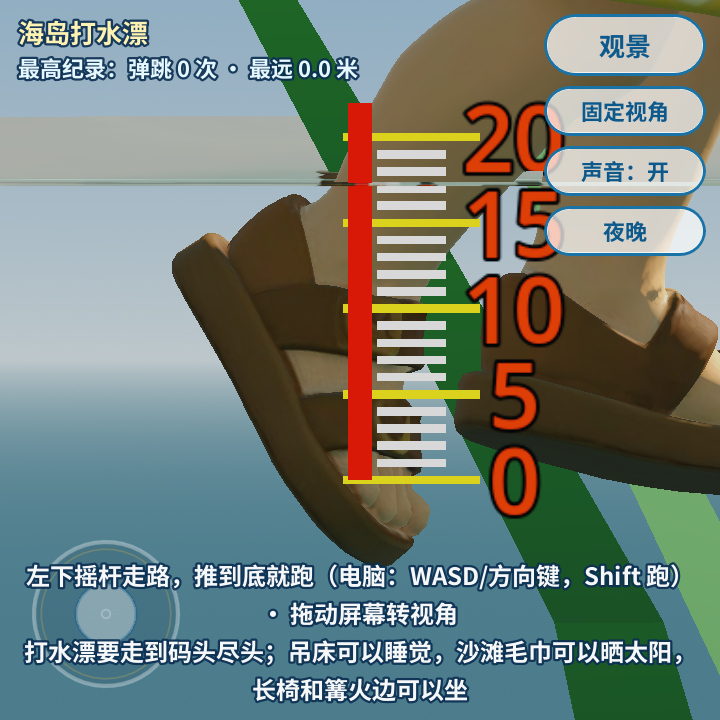 海岛打水漂
最高纪录：弹跳 0 次 · 最远 0.0 米
观景
固定视角
声音：开
夜晚
20
15
10
5
0
左下摇杆走路，推到底就跑（电脑：WASD/方向键，Shift 跑）
· 拖动屏幕转视角
打水漂要走到码头尽头；吊床可以睡觉，沙滩毛巾可以晒太阳，
长椅和篝火边可以坐